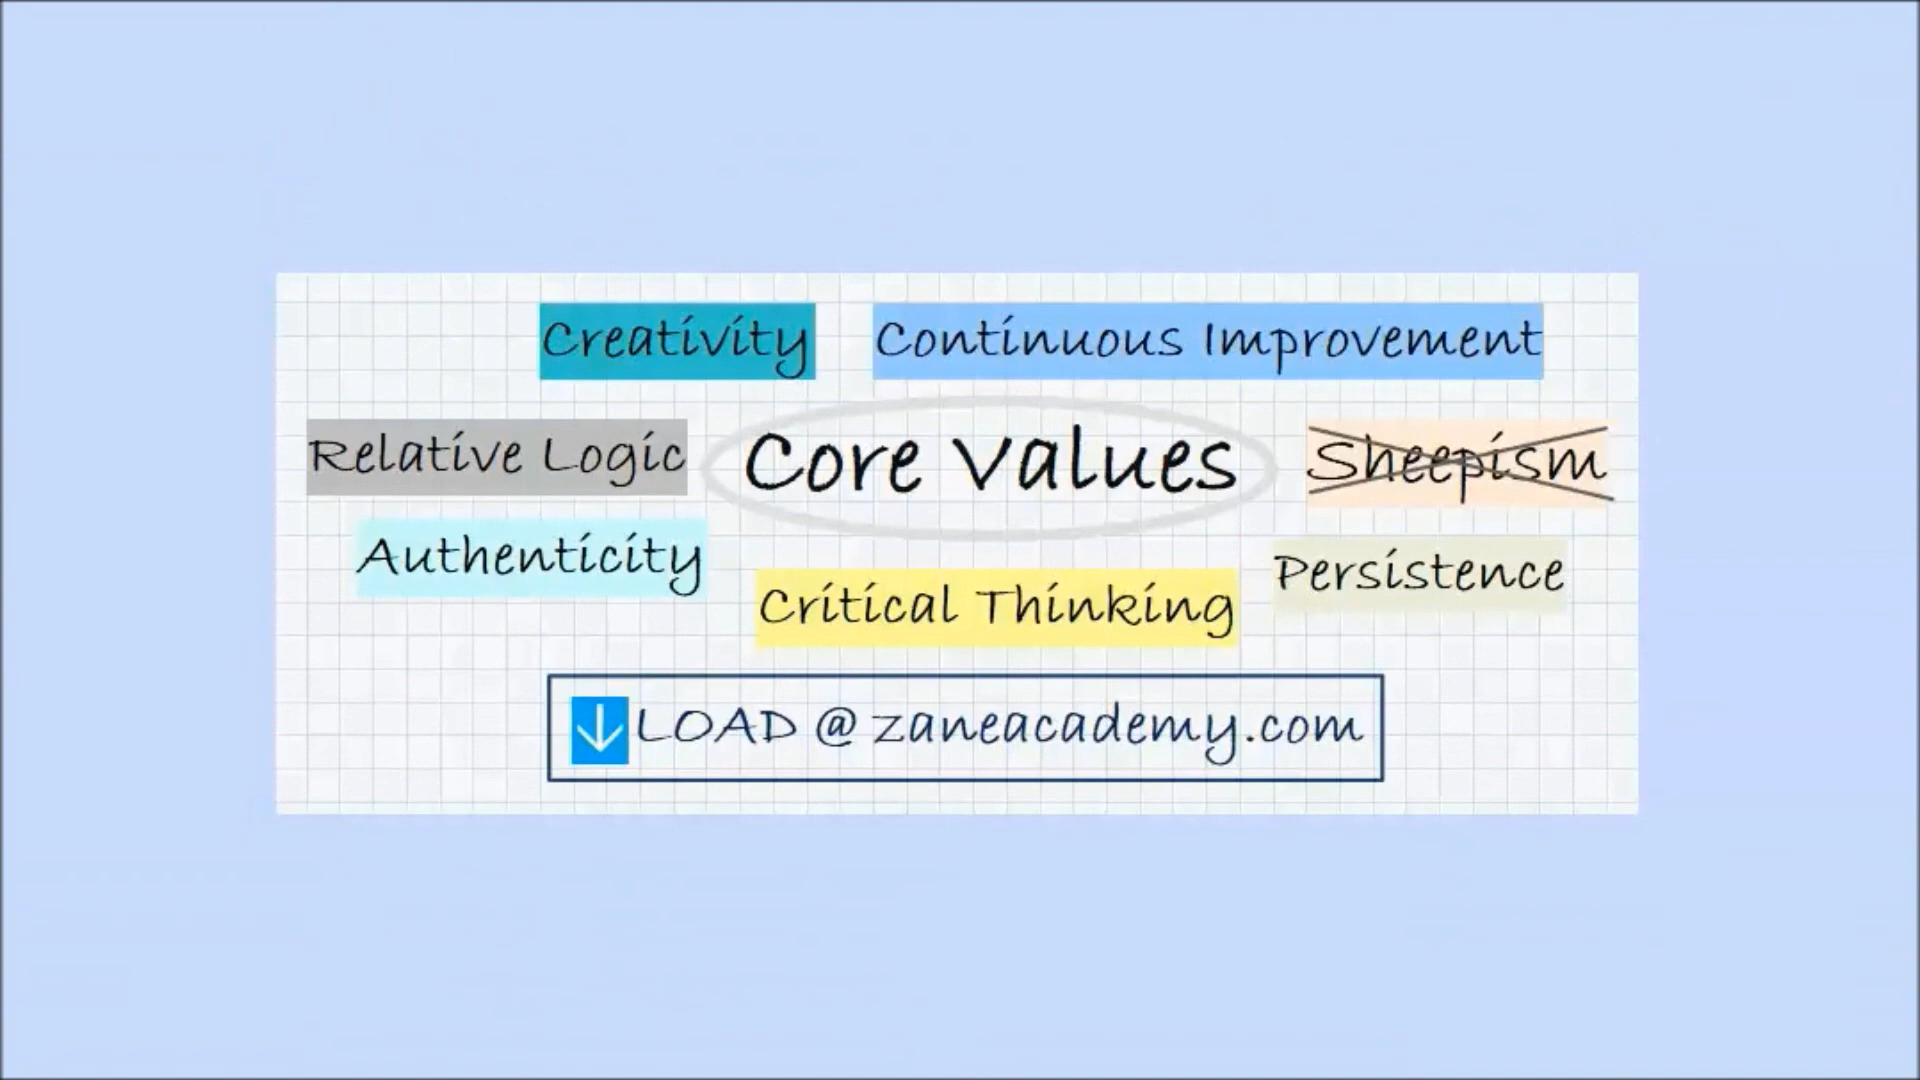 Creativity
Continuous Improvement
Relative Logic
Core Values
Sheepism
Authenticity
Persistence
Critical Thinking
↓LOAD @ zaneacademy.com